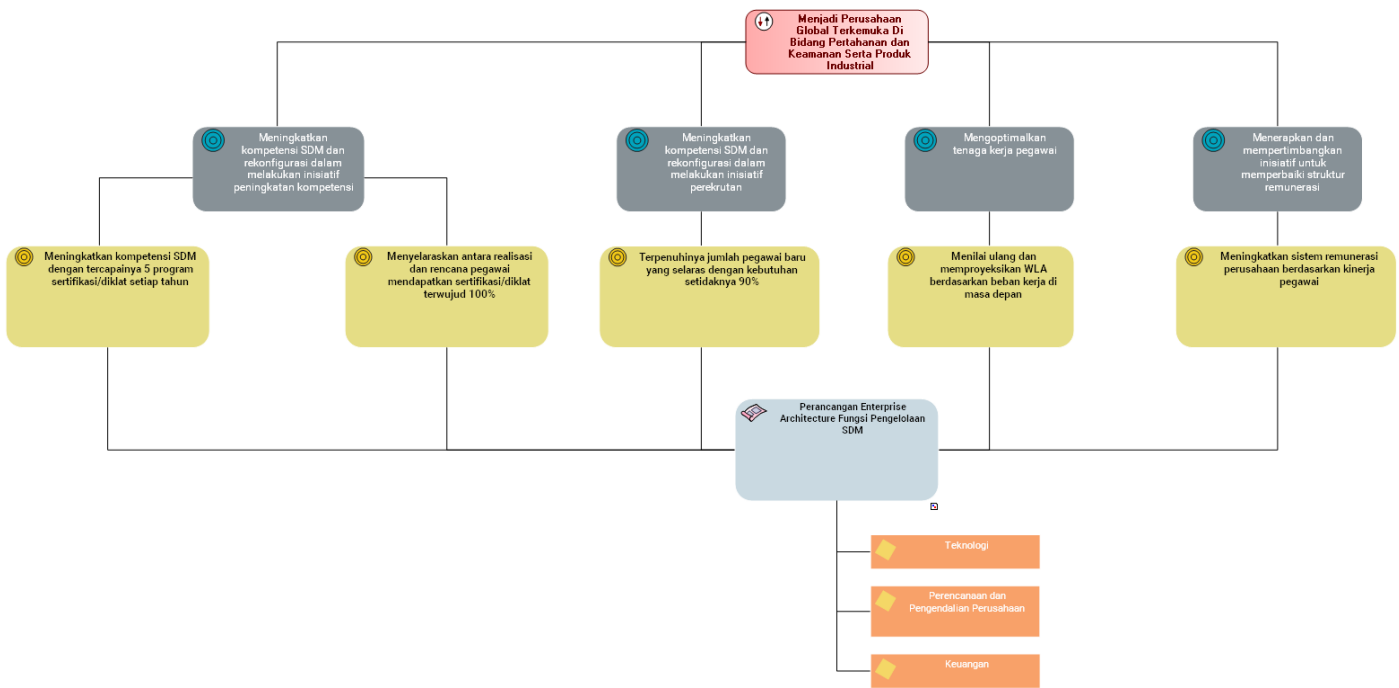 Menjadi Perusahaan
Global Terkemuka Di
Bidang Pertahanan dan
Keamanan Serta Produk
Industrial
Meningkatkan
kompetensi SDM dan
rekonfigurasi dalam
melakukan inisiatif
peningkatan kompetensi
Meningkatkan
kompetensi SDM dan
rekonfigurasi dalam
melakukan inisiatif
perekrutan
Mengoptimalkan
tenaga kerja pegawai
Menerapkan dan
mempertimbangkan
inisiatif untuk
memperbaiki struktur
remunerasi
Meningkatkan kompetensi SDM
dengan tercapainya 5 program
sertifikasi/diklat setiap tahun
Menyelaraskan antara realisasi
dan rencana pegawai
mendapatkan sertifikasi/diklat
terwujud 100%
Terpenuhinya jumlah pegawai baru
yang selaras dengan kebutuhan
setidaknya 90%
Menilai ulang dan
memproyeksikan WLA
berdasarkan beban kerja di
masa depan
Meningkatkan sistem remunerasi
perusahaan berdasarkan kinerja
pegawai
Perancangan Enterprise
Architecture Fungsi Pengelolaan
SDM
Teknologi
Perencanaan dan
Pengendalian Perusahaan
Keuangan